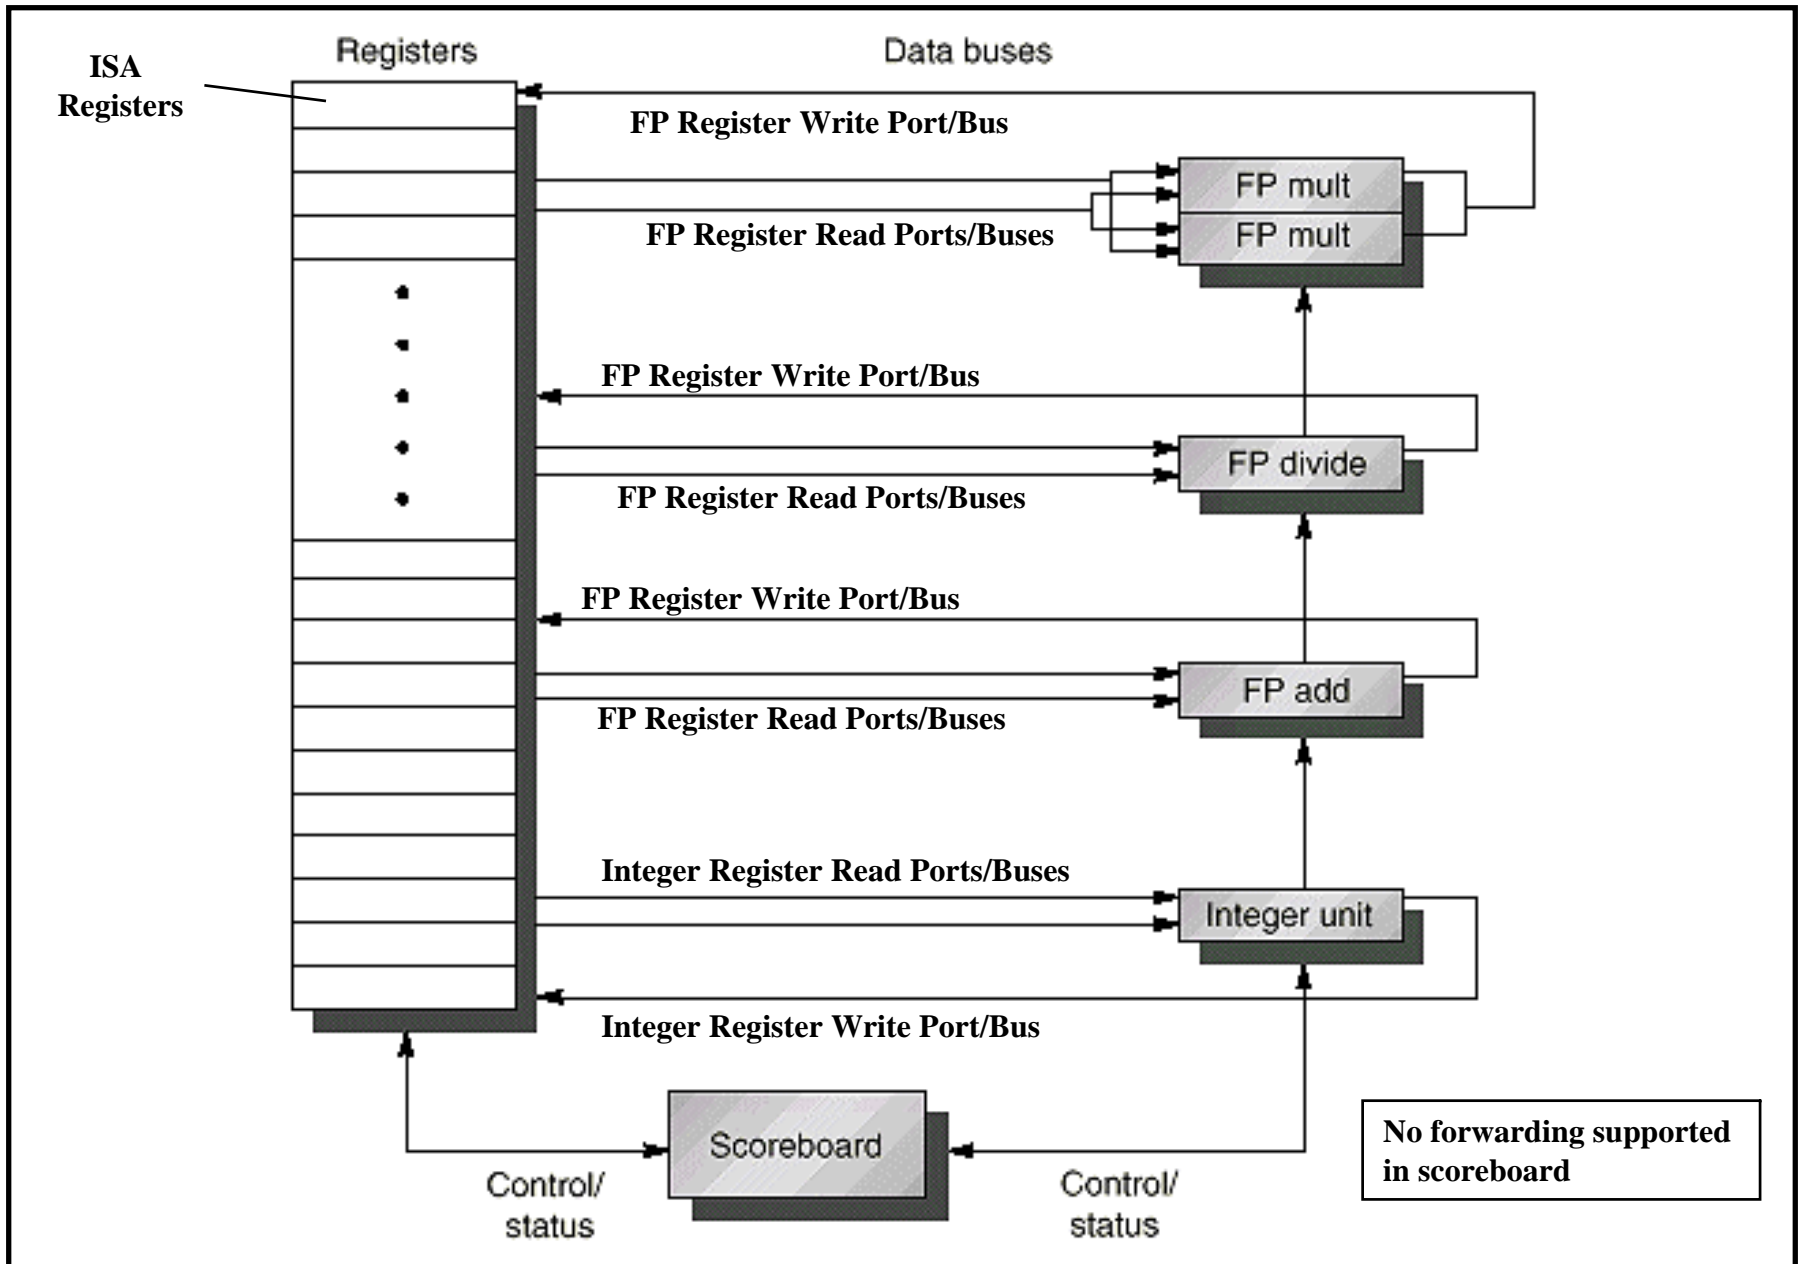 Registers
Data buses
ISA
Registers
FP Register Write Port/Bus
FP mult
FP mult
FP Register Read Ports/Buses
FP Register Write Port/Bus
FP divide
FP Register Read Ports/Buses
FP Register Write Port/Bus
FP add
FP Register Read Ports/Buses
Integer Register Read Ports/Buses
Integer unit
Integer Register Write Port/Bus
Scoreboard
Control/
status
Control/
status
No forwarding supported
in scoreboard